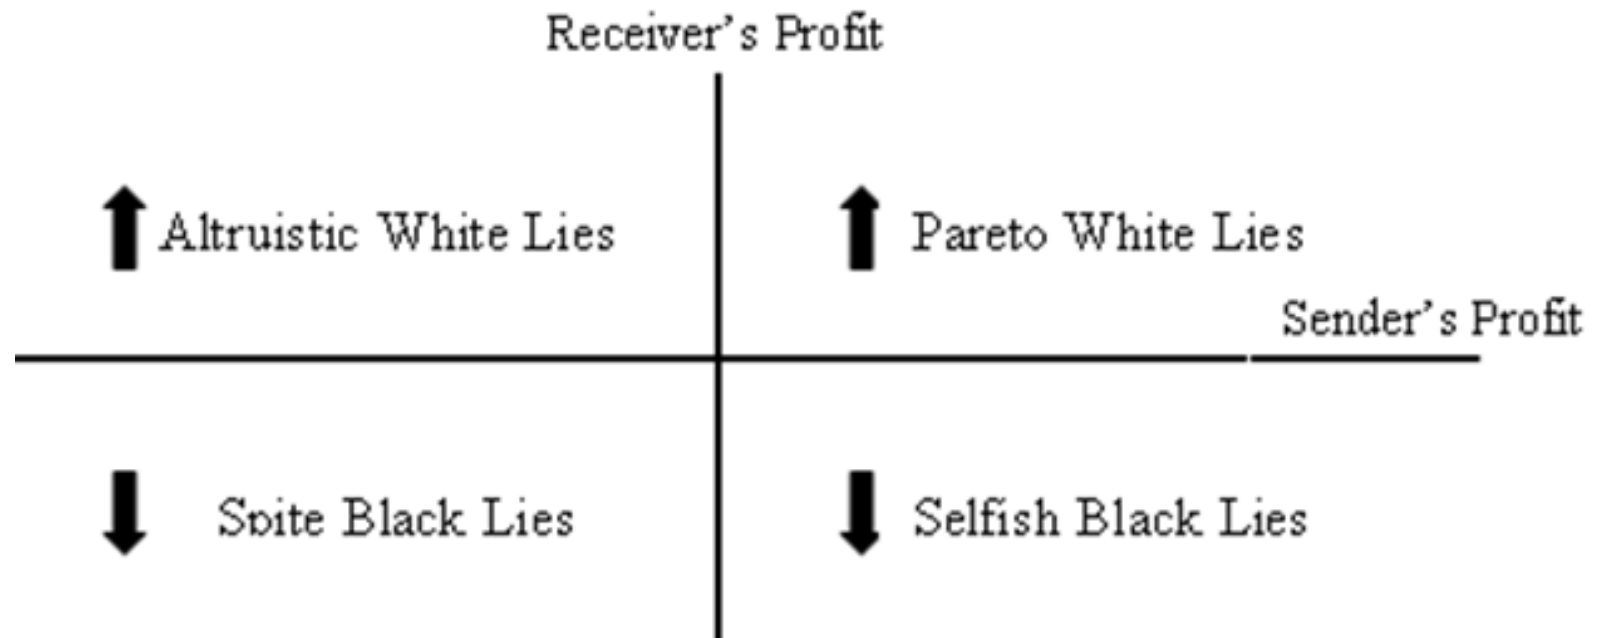 Receiver's Profit
Altruistic White Lies
Pareto White Lies
Sender's Profit
Spite Black Lies
Selfish Black Lies